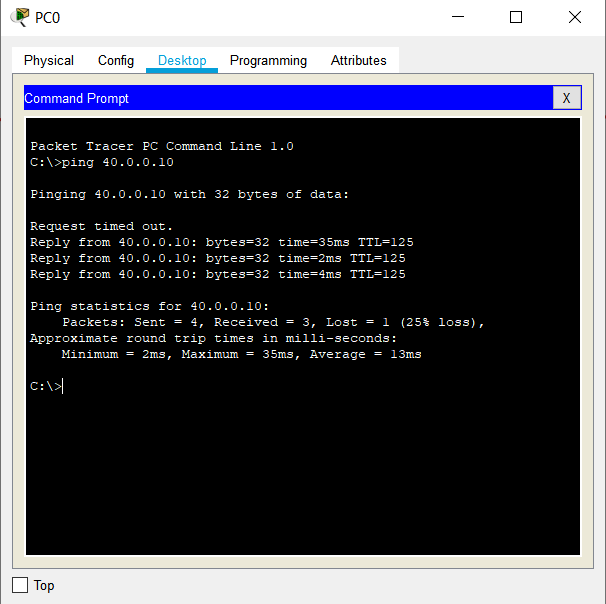 PC0
Physical Config Desktop Programming Attributes
Command Prompt X
Packet Tracer PC Command Line 1.0
C:\>ping 40.0.0.10
Pinging 40.0.0.10 with 32 bytes of data:
Request timed out.
Reply from 40.0.0.10: bytes=32 time=35ms TTL=125
Reply from 40.0.0.10: bytes=32 time=2ms TTL=125
Reply from 40.0.0.10: bytes=32 time=4ms TTL=125
Ping statistics for 40.0.0.10:
    Packets: Sent = 4, Received = 3, Lost = 1 (25% loss),
Approximate round trip times in milli-seconds:
    Minimum = 2ms, Maximum = 35ms, Average = 13ms
C:\>
Top